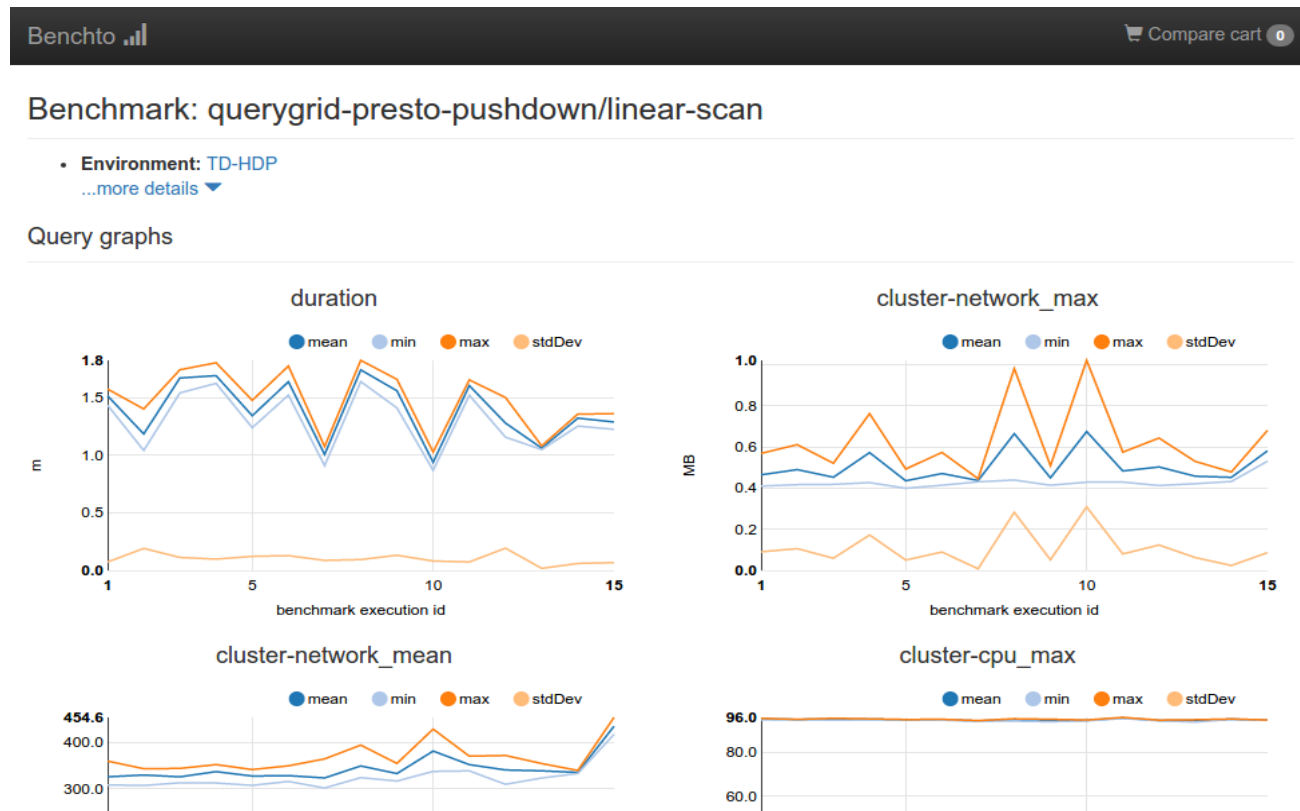 Benchto
Compare cart 0
Benchmark: querygrid-presto-pushdown/linear-scan
• Environment: TD-HDP
...more details
Query graphs
duration
mean min max stdDev
1.8
1.5
1.0
0.5
0.0
m
1 5 10 15
benchmark execution id
cluster-network_max
mean min max stdDev
1.0
0.8
0.6
0.4
0.2
0.0
MB
1 5 10 15
benchmark execution id
cluster-network_mean
mean min max stdDev
454.6
400.0
300.0
cluster-cpu_max
mean min max stdDev
96.0
80.0
60.0